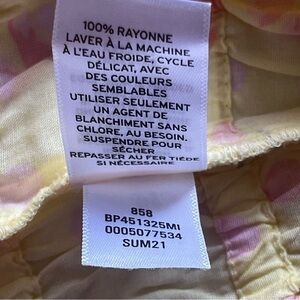 100% RAYONNE
LAVER À LA MACHINE
À L'EAU FROIDE, CYCLE
DÉLICAT, AVEC
DES COULEURS
SEMBLABLES
UTILISER SEULEMENT
UN AGENT DE
BLANCHIMENT SANS
CHLORE, AU BESOIN.
SUSPENDRE POUR
SÉCHER
REPASSER AU FER TIÈDE
SI NÉCESSAIRE
858
BP451325MI
0005077534
SUM21